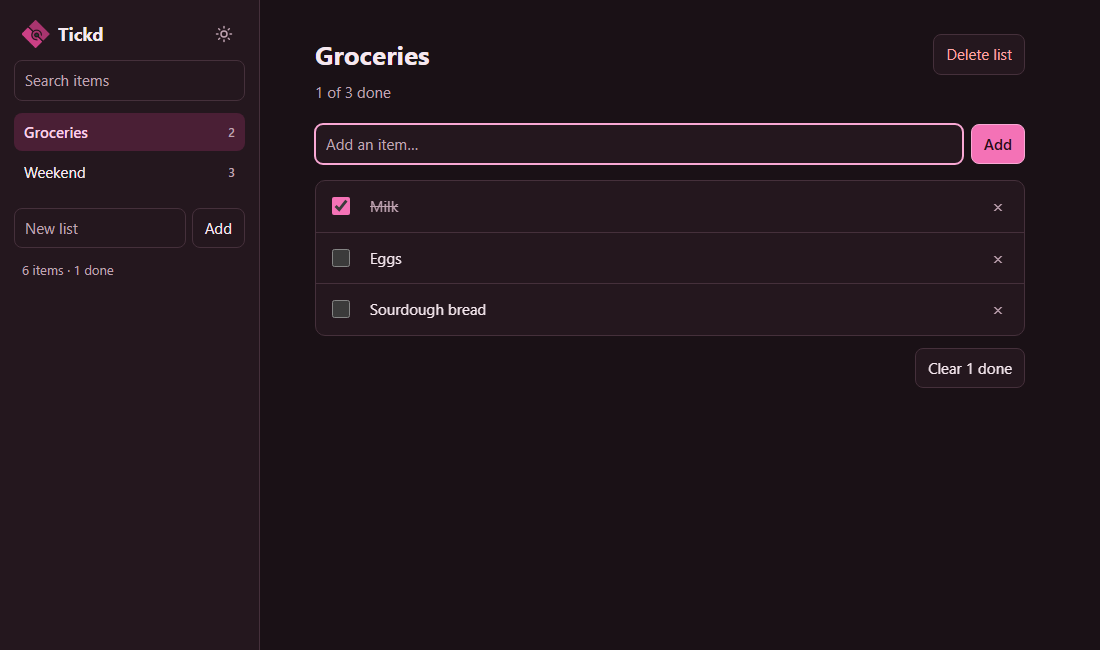 Tickd
Search items
Groceries 2
Weekend 3
New list Add
6 items · 1 done
Groceries
Delete list
1 of 3 done
Add an item... Add
Milk ×
Eggs ×
Sourdough bread ×
Clear 1 done